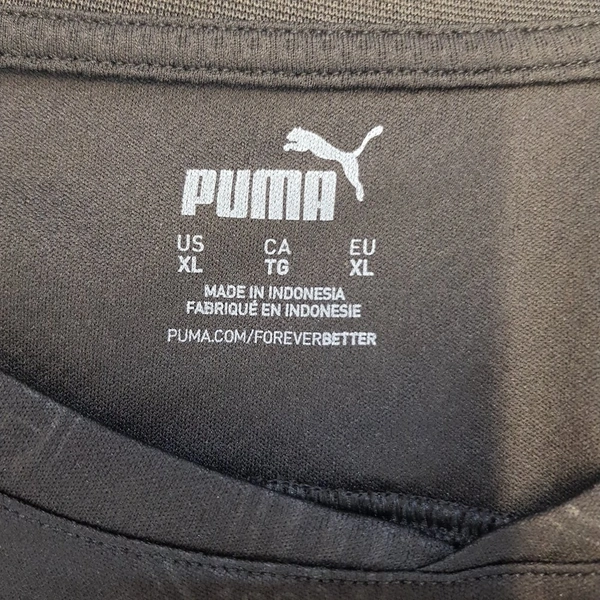 PUMA
US CA EU
XL TG XL
MADE IN INDONESIA
FABRIQUÉ EN INDONESIE
PUMA.COM/FOREVERBETTER